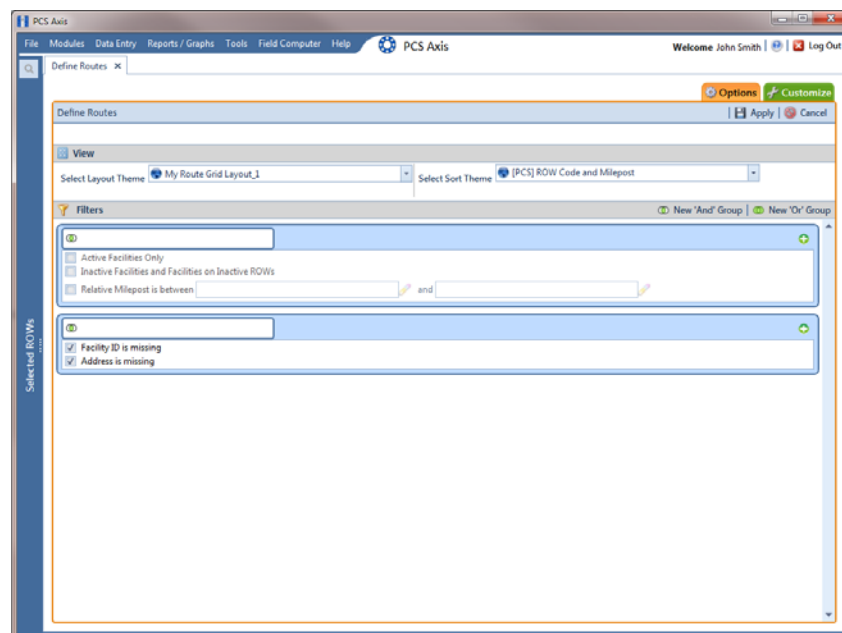 PCS Axis
File Modules Data Entry Reports / Graphs Tools Field Computer Help PCS Axis Welcome John Smith | | Log Out
Define Routes ×
Options Customize
Define Routes | Apply | Cancel
View
Select Layout Theme My Route Grid Layout_1 Select Sort Theme [PCS] ROW Code and Milepost
Filters New 'And' Group | New 'Or' Group
Active Facilities Only
Inactive Facilities and Facilities on Inactive ROWs
Relative Milepost is between and
Facility ID is missing
Address is missing
Selected ROWs